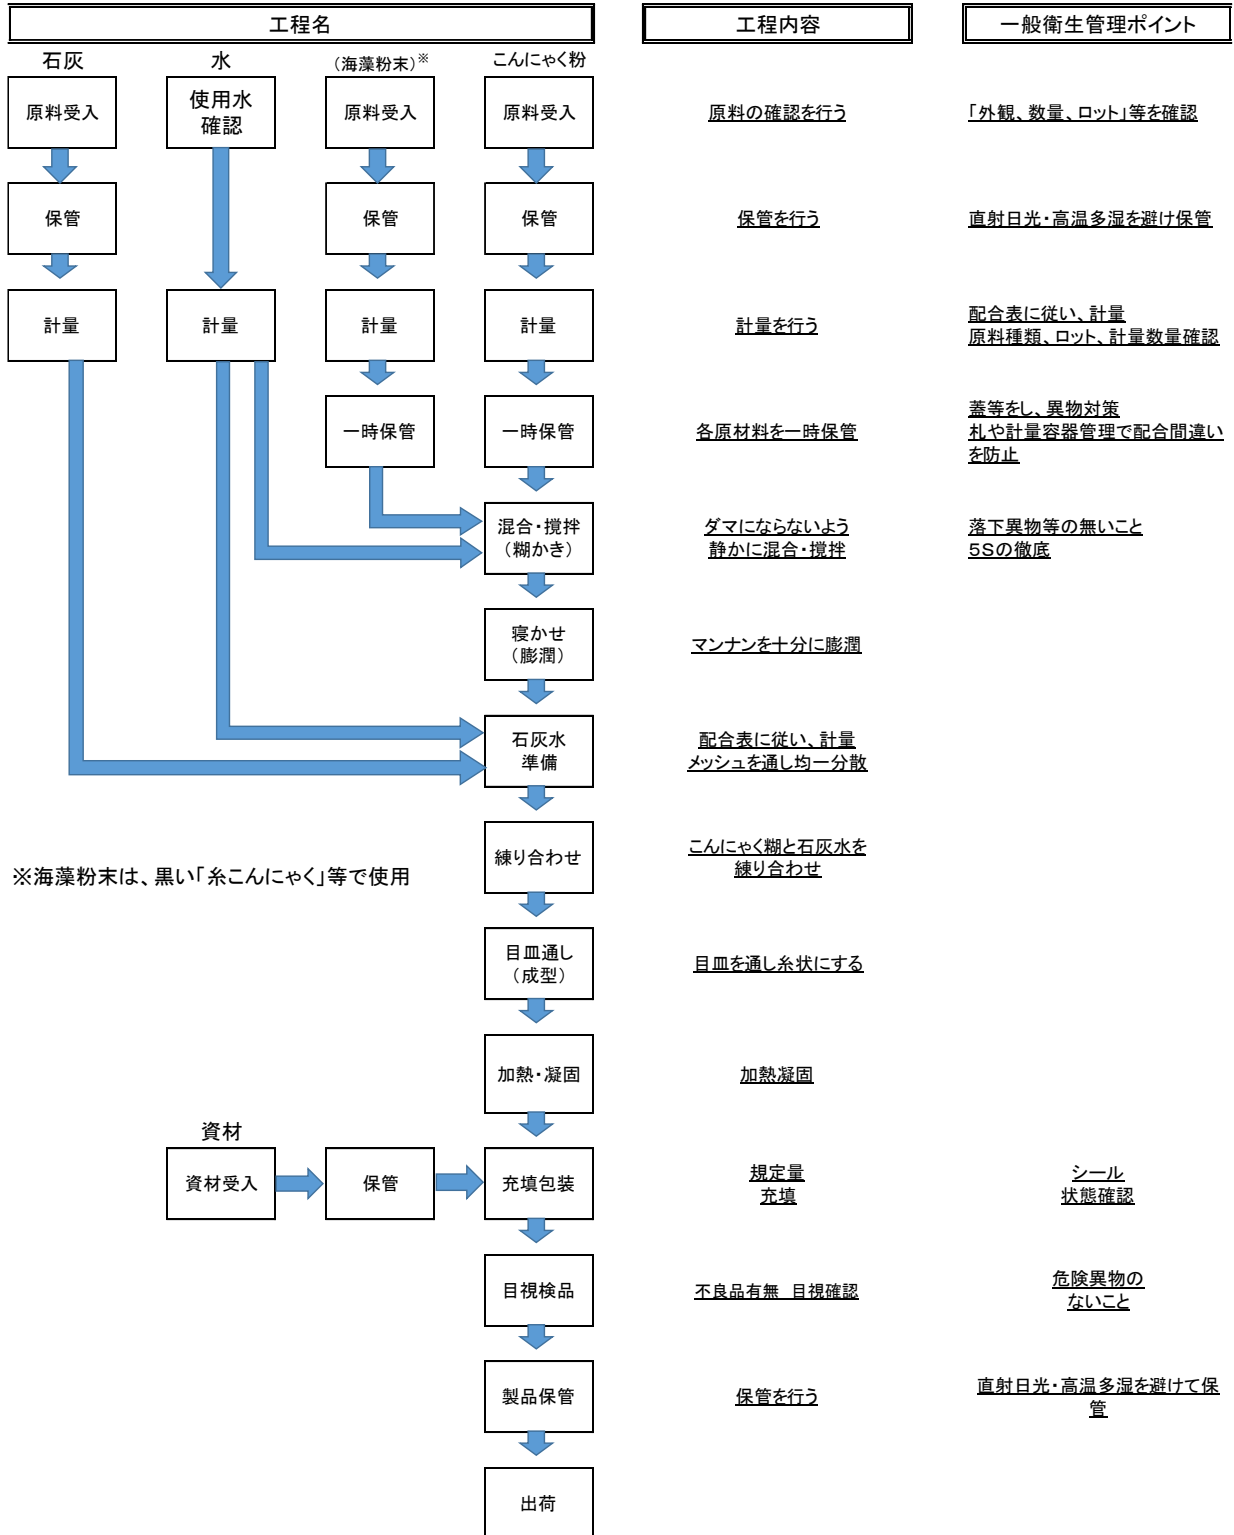 工程名
工程内容
一般衛生管理ポイント
石灰
水
（海藻粉末）※
こんにゃく粉
原料受入
使用水
確認
原料受入
原料受入
原料の確認を行う
「外観、数量、ロット」等を確認
保管
保管
保管
保管を行う
直射日光・高温多湿を避け保管
計量
計量
計量
計量
計量を行う
配合表に従い、計量
原料種類、ロット、計量数量確認
一時保管
一時保管
各原材料を一時保管
蓋等をし、異物対策
札や計量容器管理で配合間違い
を防止
混合・撹拌
（糊かき）
ダマにならないよう
静かに混合・撹拌
落下異物等の無いこと
5Sの徹底
寝かせ
（膨潤）
マンナンを十分に膨潤
石灰水
準備
配合表に従い、計量
メッシュを通し均一分散
練り合わせ
こんにゃく糊と石灰水を
練り合わせ
※海藻粉末は、黒い「糸こんにゃく」等で使用
目皿通し
（成型）
目皿を通し糸状にする
加熱・凝固
加熱凝固
資材
資材受入
保管
充填包装
規定量
充填
シール
状態確認
目視検品
不良品有無　目視確認
危険異物の
ないこと
製品保管
保管を行う
直射日光・高温多湿を避けて保
管
出荷